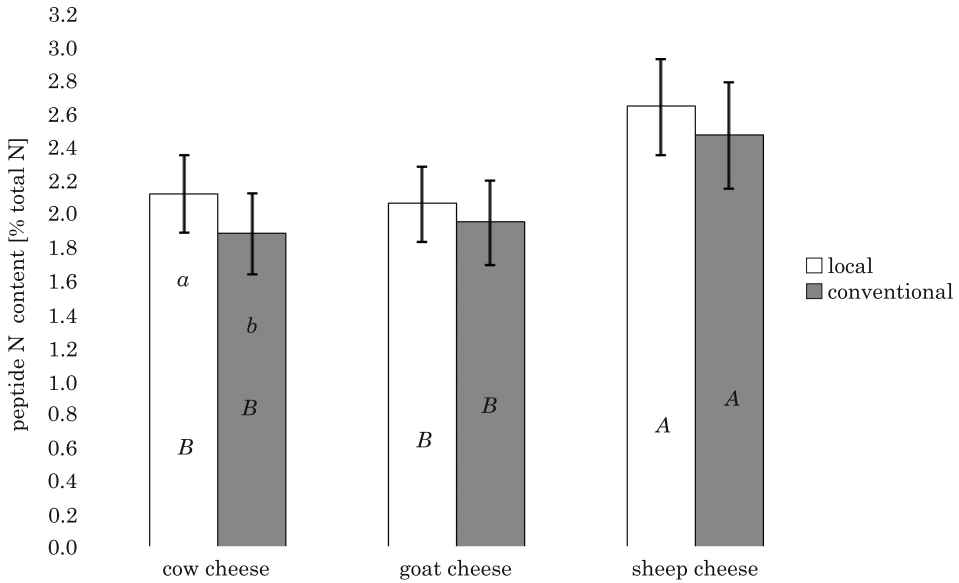 3.2
3.0
2.8
2.6
2.4
2.2
2.0
1.8
1.6
1.4
1.2
1.0
0.8
0.6
0.4
0.2
0.0
peptide N content [% total N]
a
b
B
B
B
B
A
A
cow cheese
goat cheese
sheep cheese
local
conventional